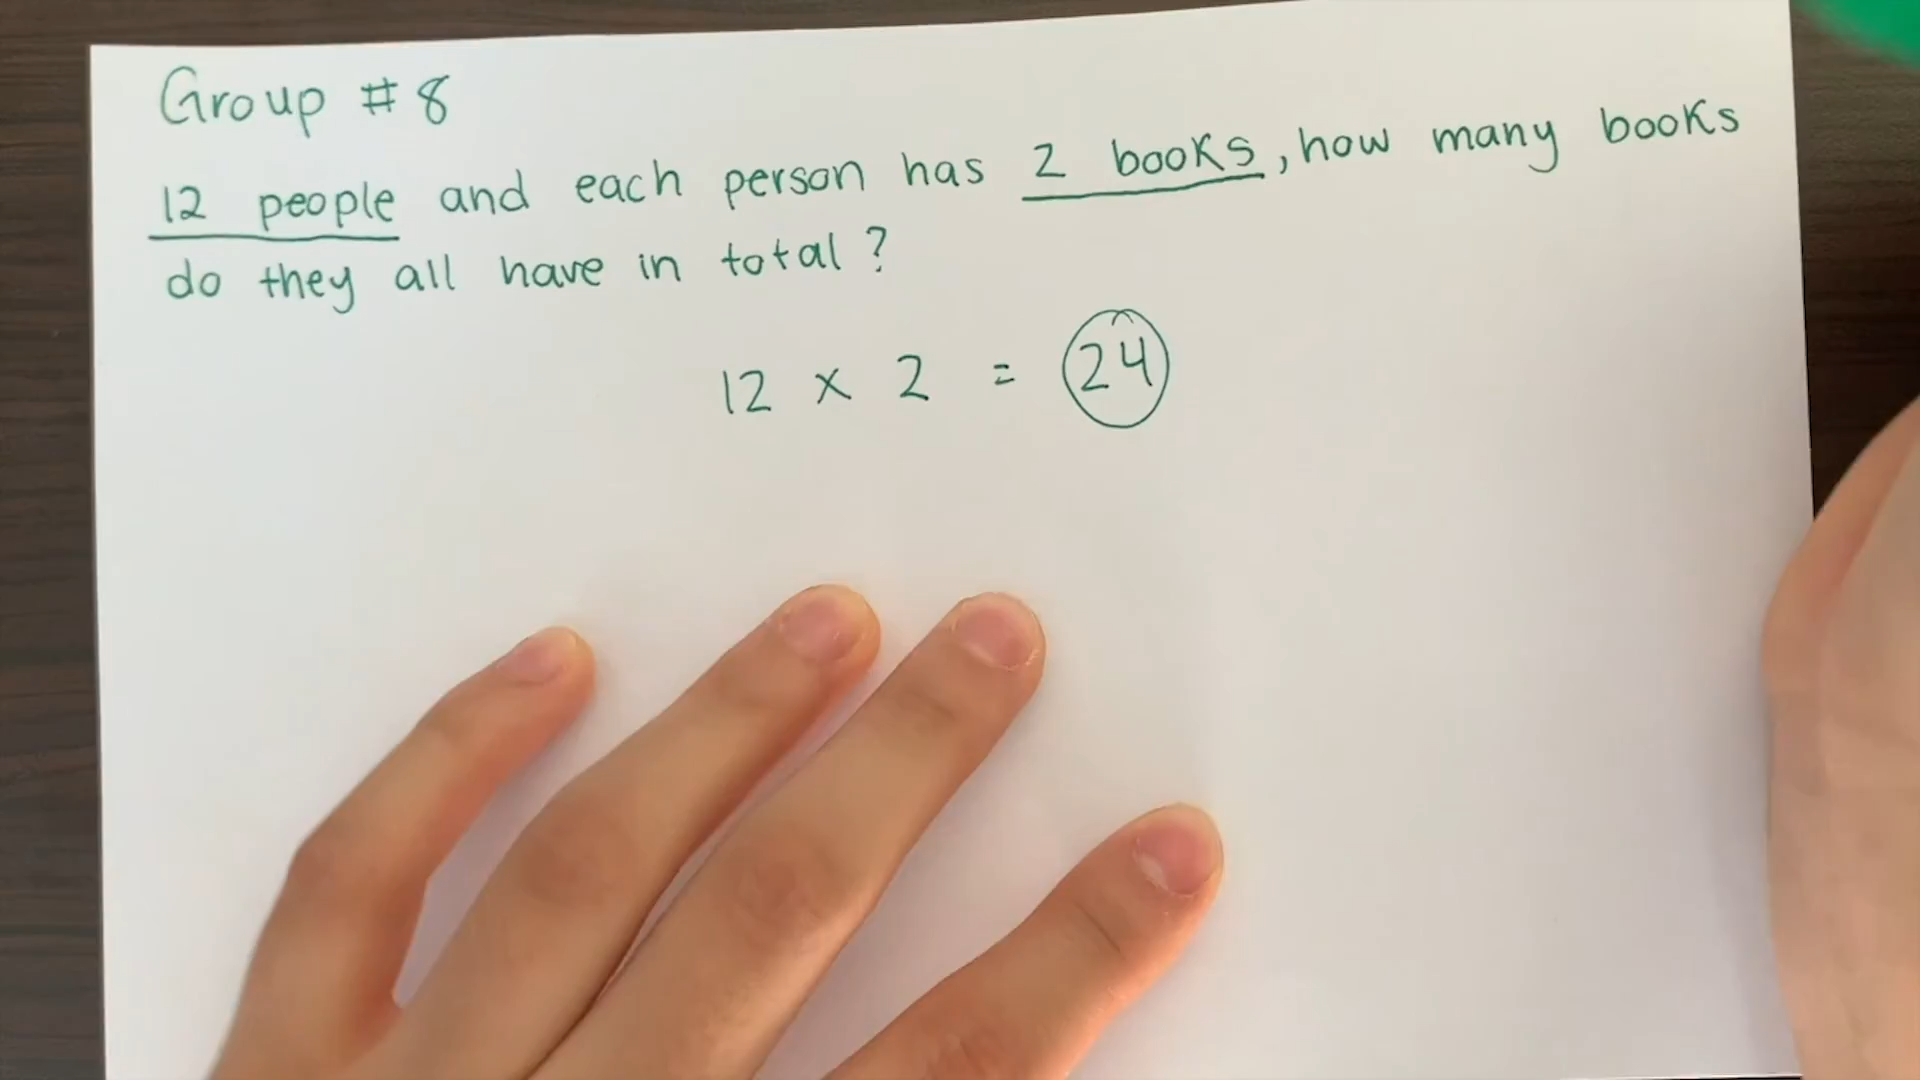 Group #8
12 people and each person has 2 books, how many books
do they all have in total?
12 x 2 = 24